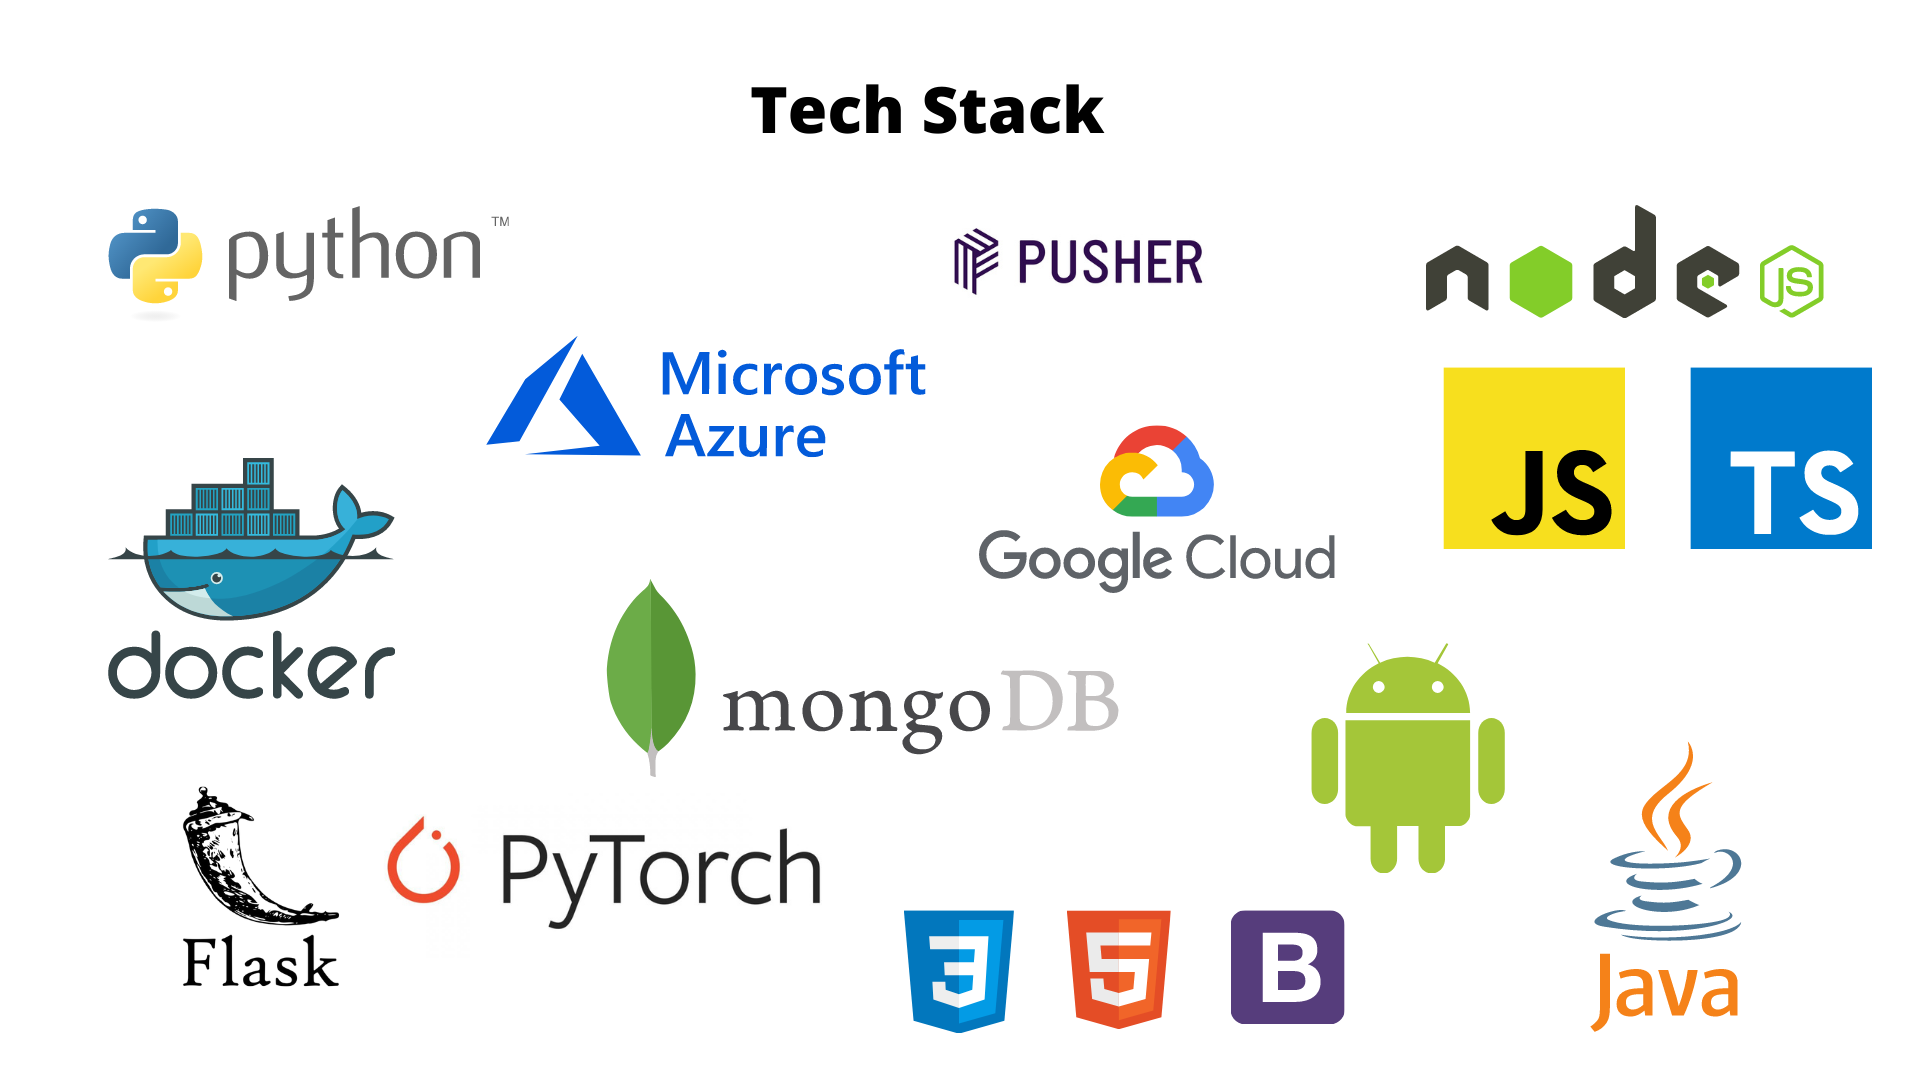 Tech Stack
python™
PUSHER
node
JS
Microsoft
Azure
JS
TS
Google Cloud
docker
mongoDB
Flask
PyTorch
3
5
B
Java